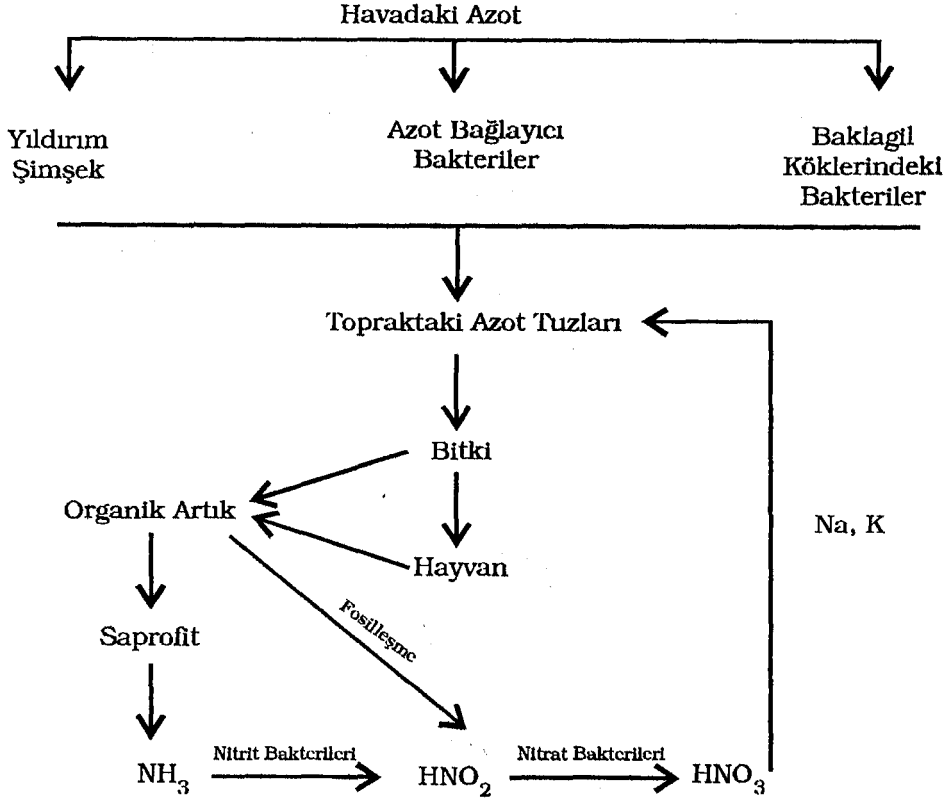 Havadaki Azot
Yıldırım
Şimşek
Azot Bağlayıcı
Bakteriler
Baklagil
Köklerindeki
Bakteriler
Topraktaki Azot Tuzları
Bitki
Organik Artık
Hayvan
Na, K
Fosilleşme
Saprofit
Nitrit Bakterileri
Nitrat Bakterileri
NH3
HNO2
HNO3